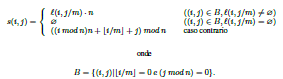 s(i, j) = { ℓ(i, j/m) · n ((i, j) ∈ B, ℓ(i, j/m) ≠ ∅)
∅ ((i, j) ∈ B, ℓ(i, j/m) = ∅)
((i mod n)n + ⌊i/m⌋ + j) mod n caso contrario
onde
B = {(i, j)|⌊i/m⌋ = 0 e (j mod n) = 0}.